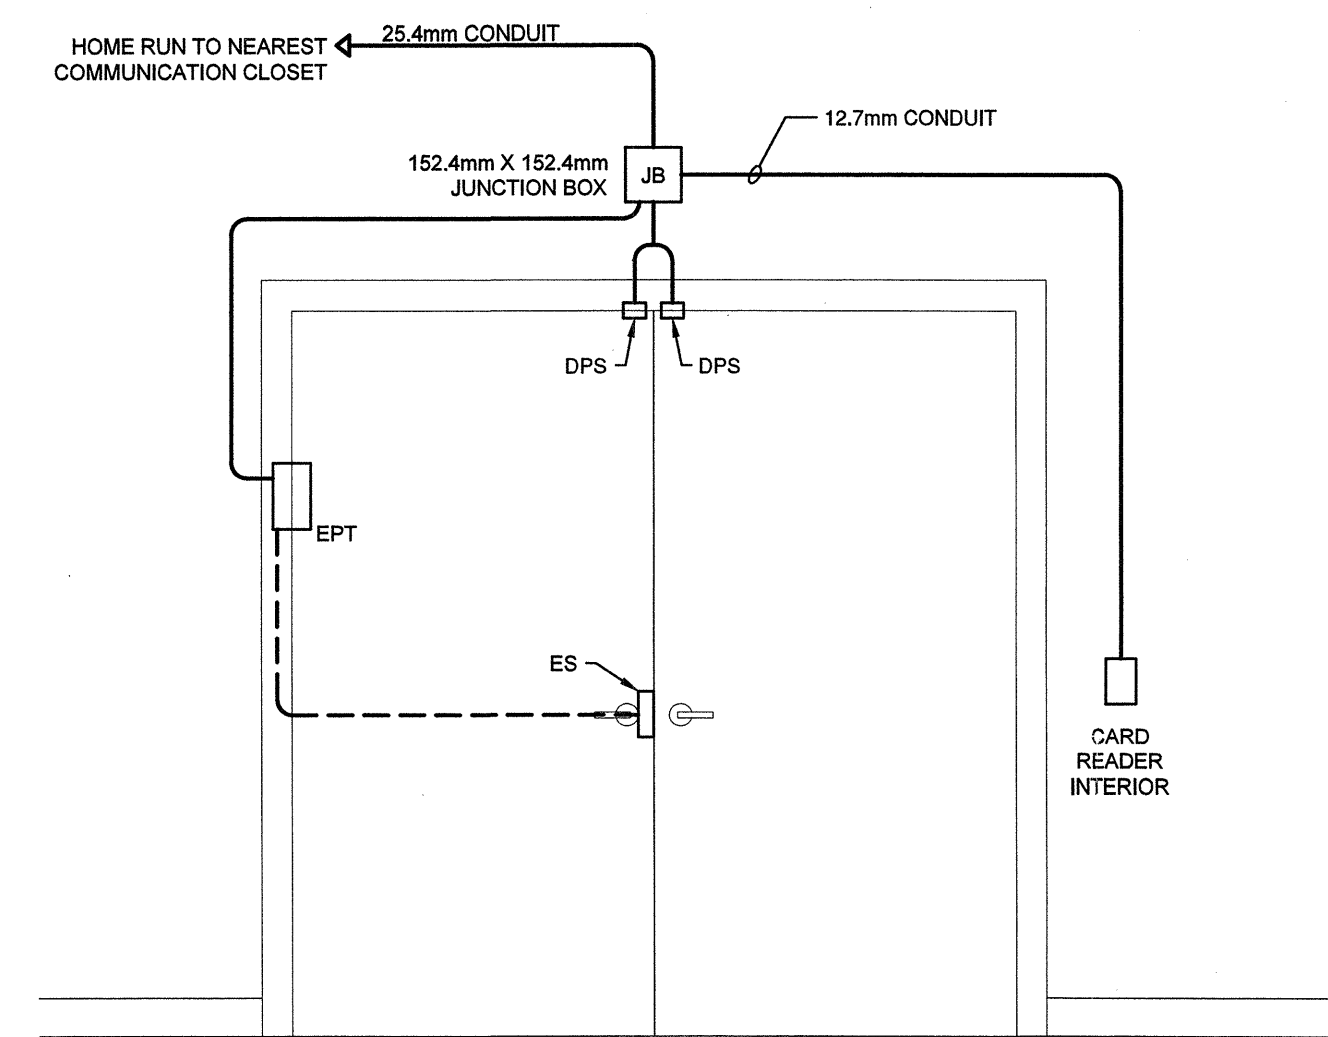 25.4mm CONDUIT
HOME RUN TO NEAREST
COMMUNICATION CLOSET
12.7mm CONDUIT
152.4mm X 152.4mm
JUNCTION BOX
JB
DPS
DPS
EPT
ES
CARD
READER
INTERIOR